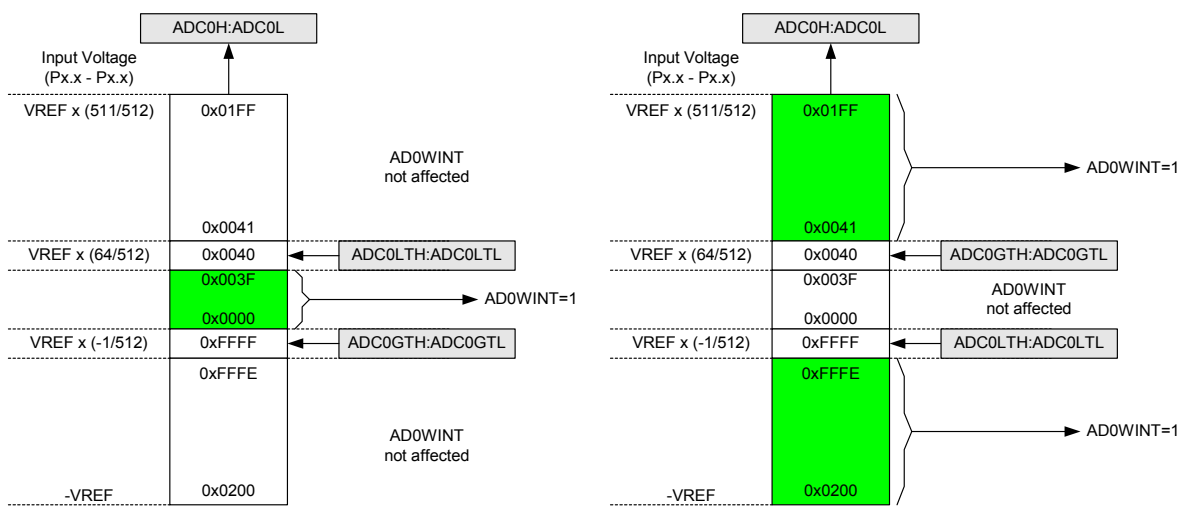 ADC0H:ADC0L
Input Voltage
(Px.x - Px.x)
VREF x (511/512)
0x01FF
AD0WINT
not affected
0x0041
VREF x (64/512)
0x0040
ADC0LTH:ADC0LTL
0x003F
AD0WINT=1
0x0000
VREF x (-1/512)
0xFFFF
ADC0GTH:ADC0GTL
0xFFFE
AD0WINT
not affected
-VREF
0x0200
ADC0H:ADC0L
Input Voltage
(Px.x - Px.x)
VREF x (511/512)
0x01FF
AD0WINT=1
0x0041
VREF x (64/512)
0x0040
ADC0GTH:ADC0GTL
0x003F
AD0WINT
not affected
0x0000
VREF x (-1/512)
0xFFFF
ADC0LTH:ADC0LTL
0xFFFE
AD0WINT=1
-VREF
0x0200